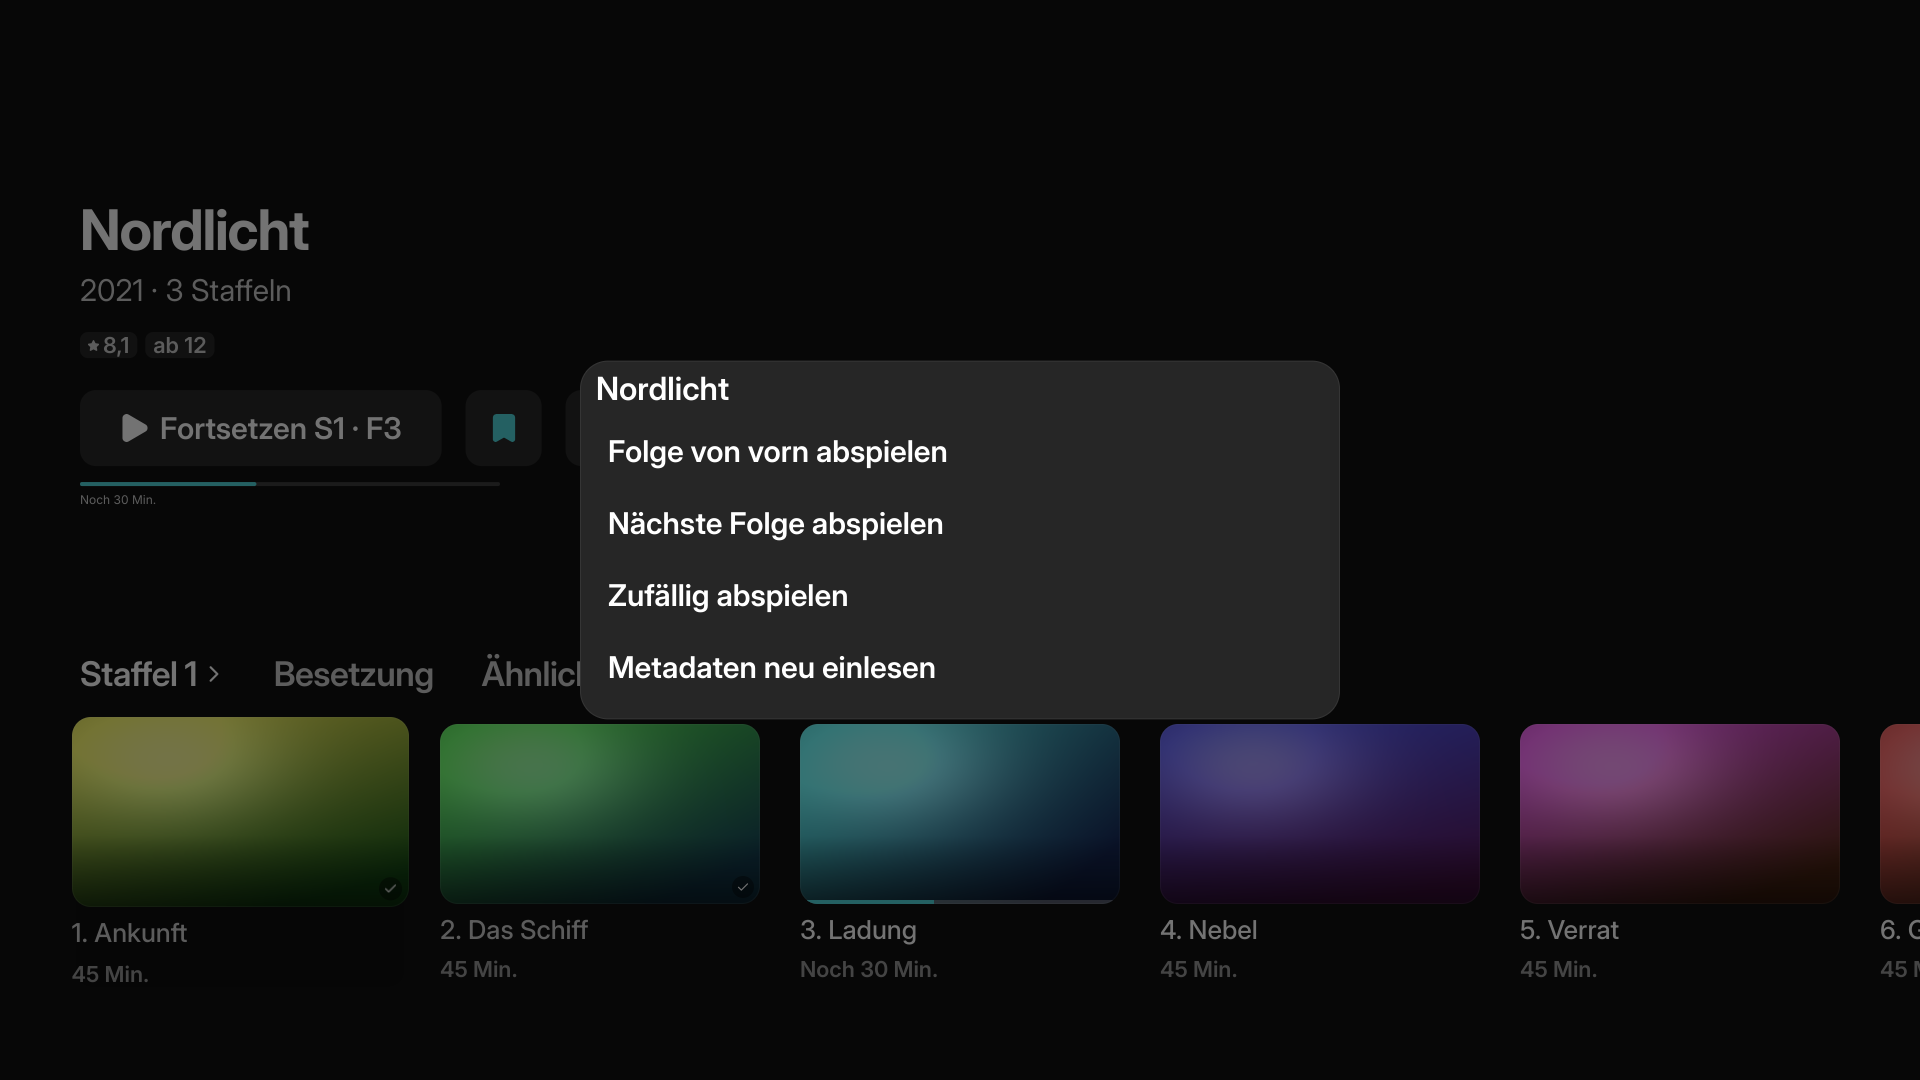 Nordlicht
2021 · 3 Staffeln
8,1 ab 12
Fortsetzen S1 · F3
Noch 30 Min.
Nordlicht
Folge von vorn abspielen
Nächste Folge abspielen
Zufällig abspielen
Metadaten neu einlesen
Staffel 1 Besetzung
1. Ankunft
45 Min.
2. Das Schiff
45 Min.
3. Ladung
Noch 30 Min.
4. Nebel
45 Min.
5. Verrat
45 Min.
6.
45